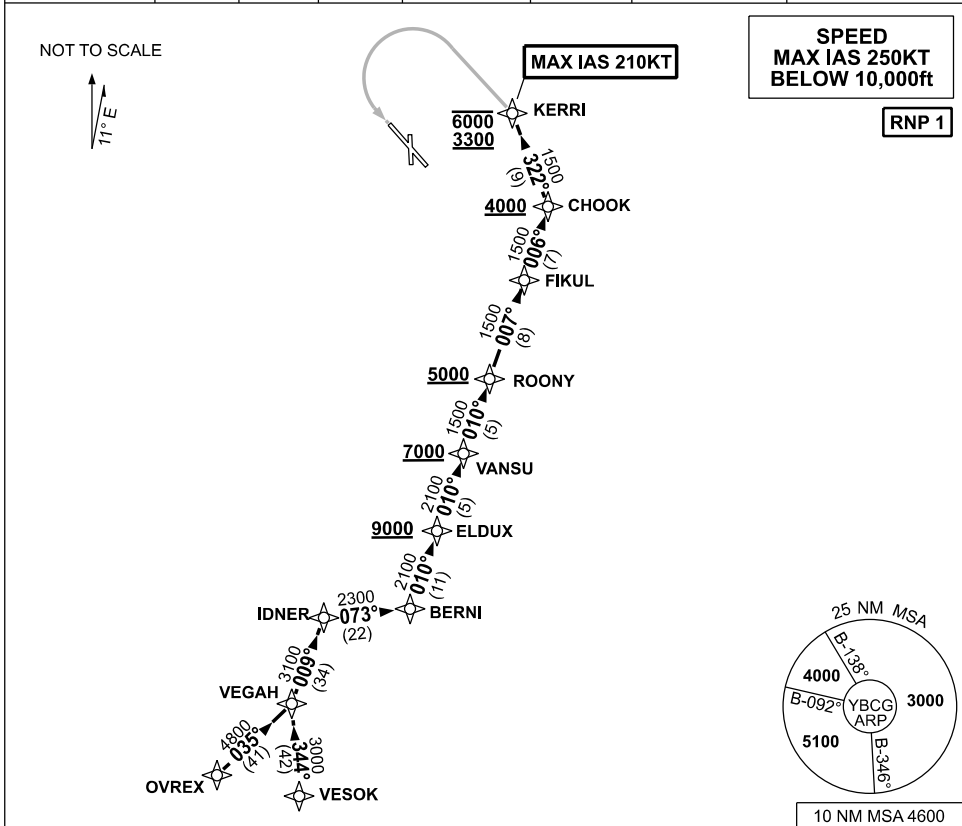 NOT TO SCALE
11° E
SPEED
MAX IAS 250KT
BELOW 10,000ft
RNP 1
MAX IAS 210KT
KERRI
6000
3300
1500
322°
(9)
4000
CHOOK
1500
006°
(7)
FIKUL
1500
007°
(8)
5000
ROONY
1500
010°
(5)
7000
VANSU
2100
010°
(5)
9000
ELDUX
2100
010°
(11)
IDNER
2300
073°
(22)
BERNI
3100
009°
(34)
VEGAH
4800
035°
(41)
3000
344°
(42)
OVREX
VESOK
25 NM MSA
B-138°
4000
B-092°
YBCG
ARP
3000
5100
B-346°
10 NM MSA 4600